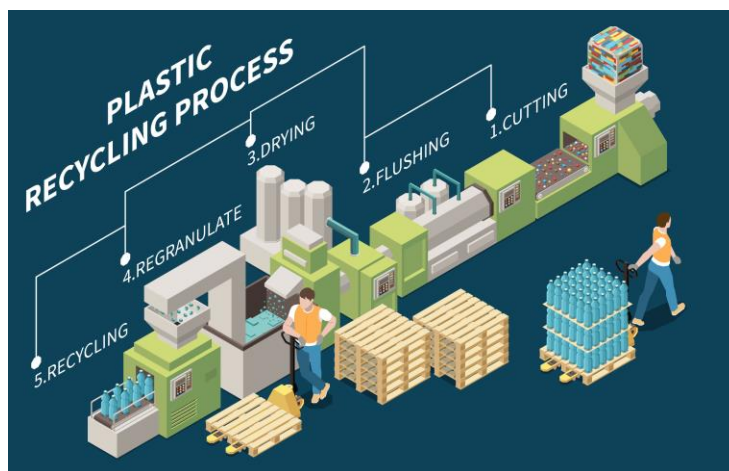 PLASTIC
RECYCLING PROCESS
1.CUTTING
2.FLUSHING
3.DRYING
4.REGRANULATE
5.RECYCLING